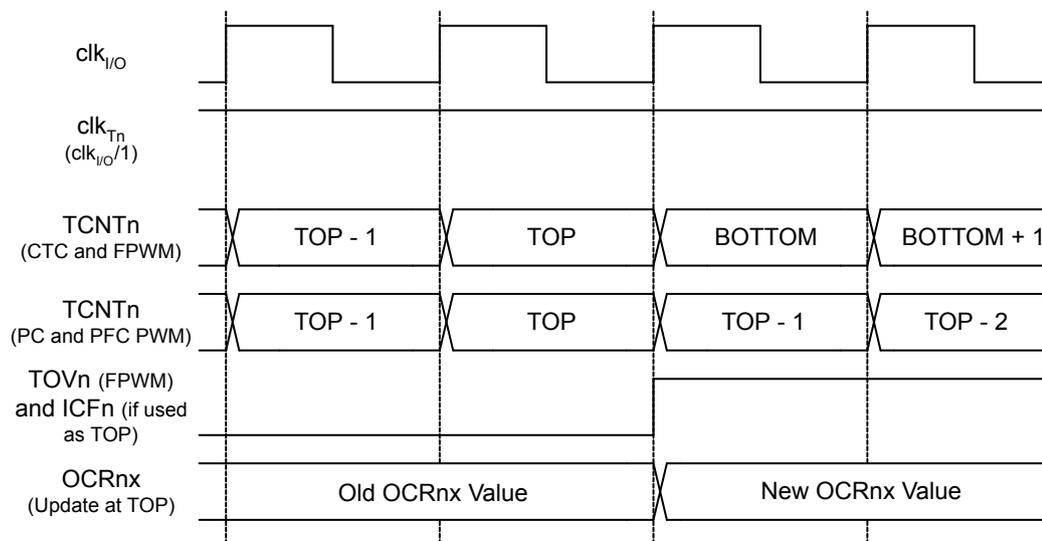 clkI/O
clkTn
(clkI/O/1)
TCNTn
(CTC and FPWM)
TOP - 1
TOP
BOTTOM
BOTTOM + 1
TCNTn
(PC and PFC PWM)
TOP - 1
TOP
TOP - 1
TOP - 2
TOVn (FPWM)
and ICFn (if used
as TOP)
OCRnx
(Update at TOP)
Old OCRnx Value
New OCRnx Value